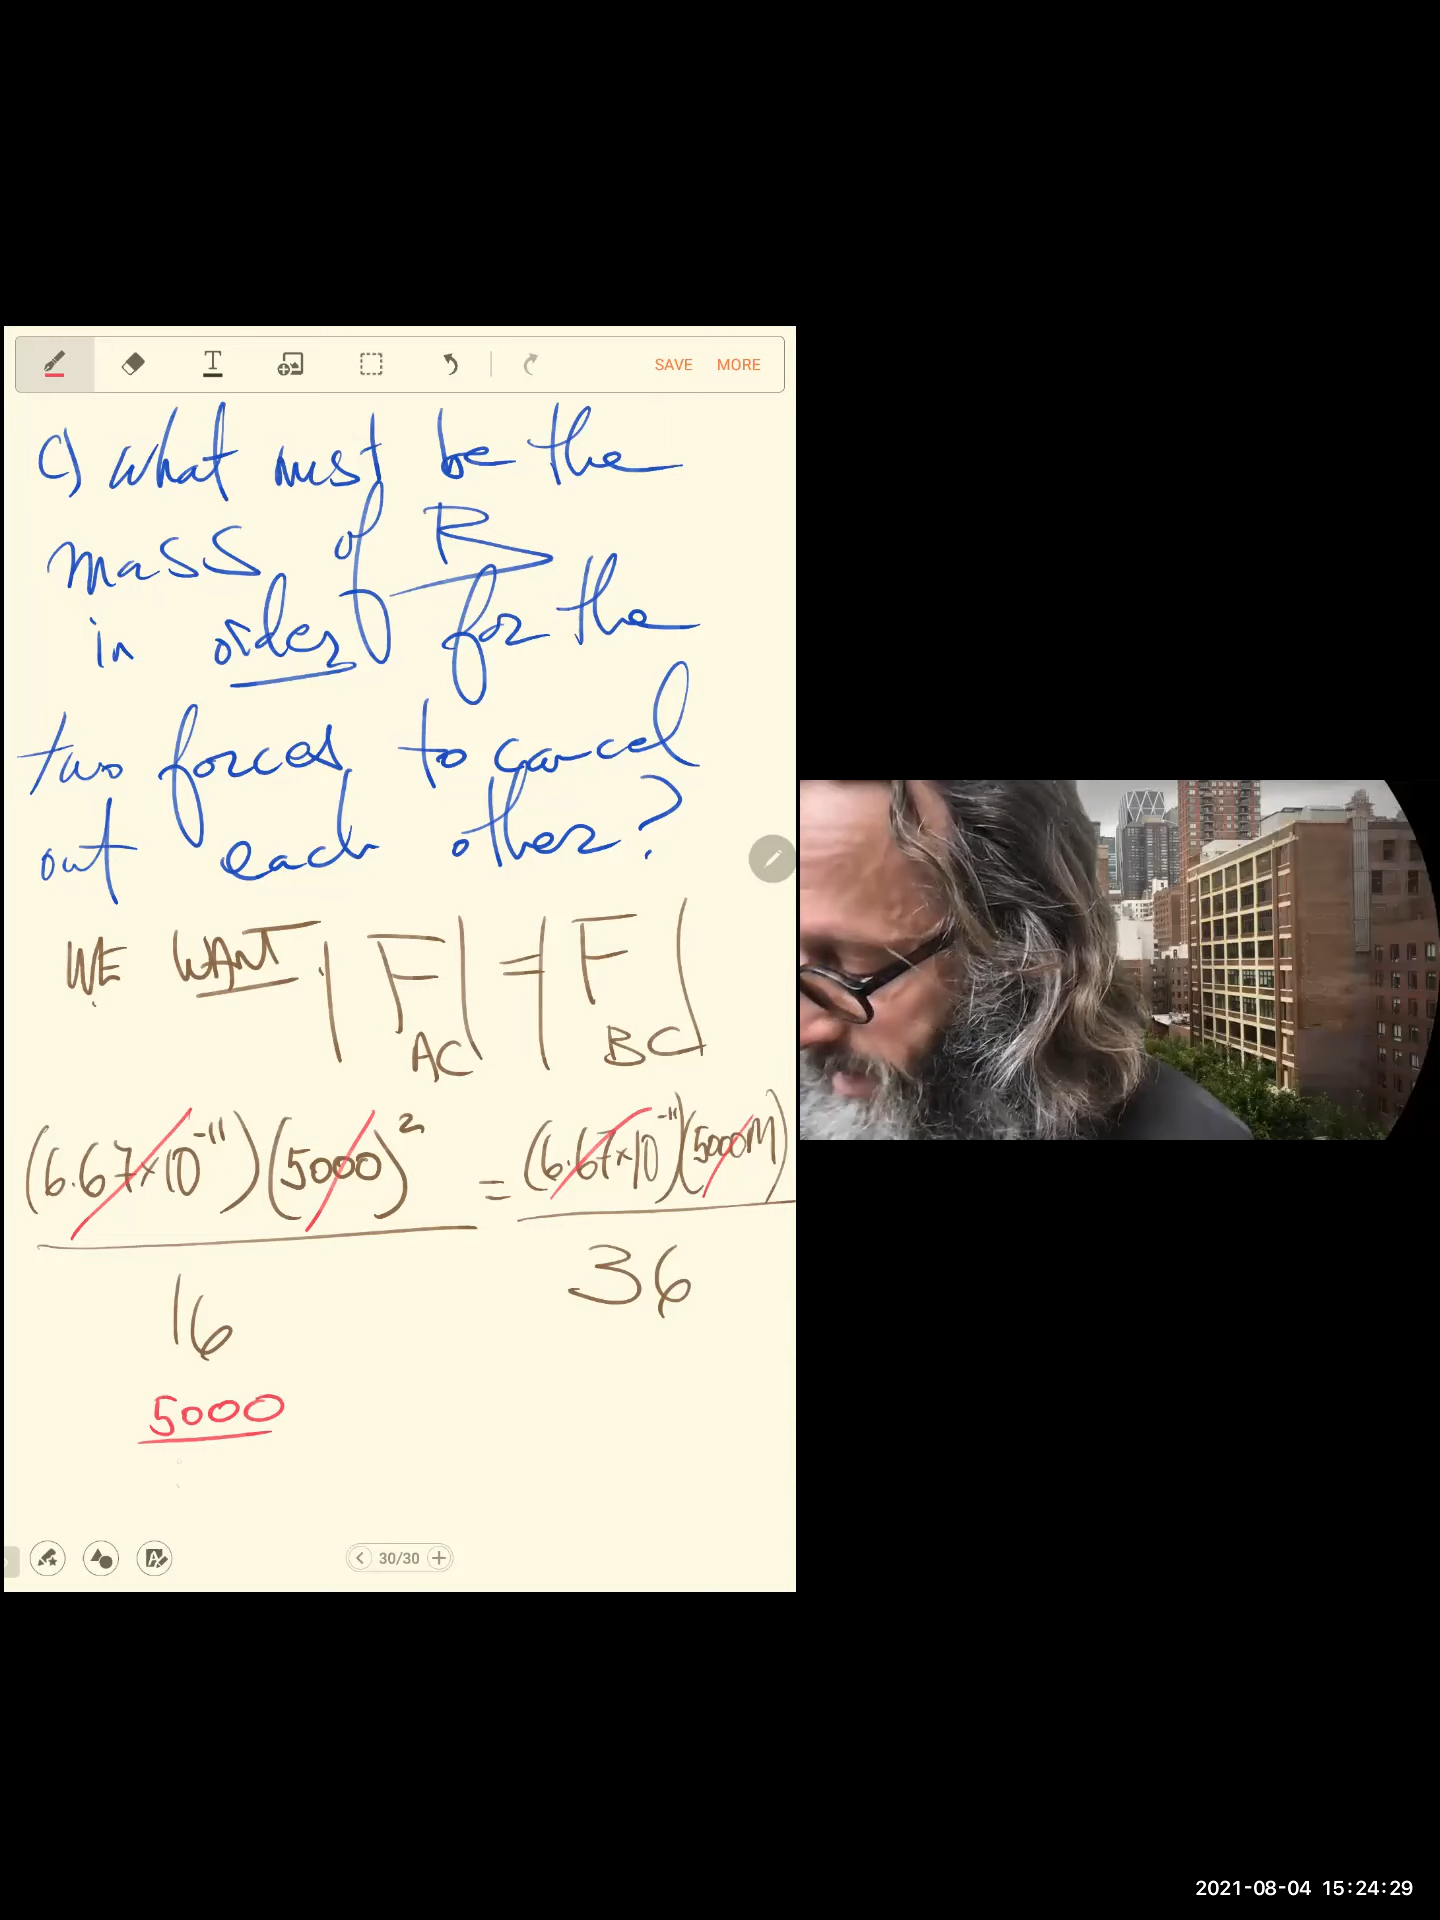 SAVE MORE
c) what must be the
mass of B
in order for the
two forces to cancel
out each other?
WE WANT |F_AC| = |F_BC|
(6.67×10^-11)(5000)^2 = (6.67×10^-11)(5000M)
16 36
5000
30/30
2021-08-04 15:24:29